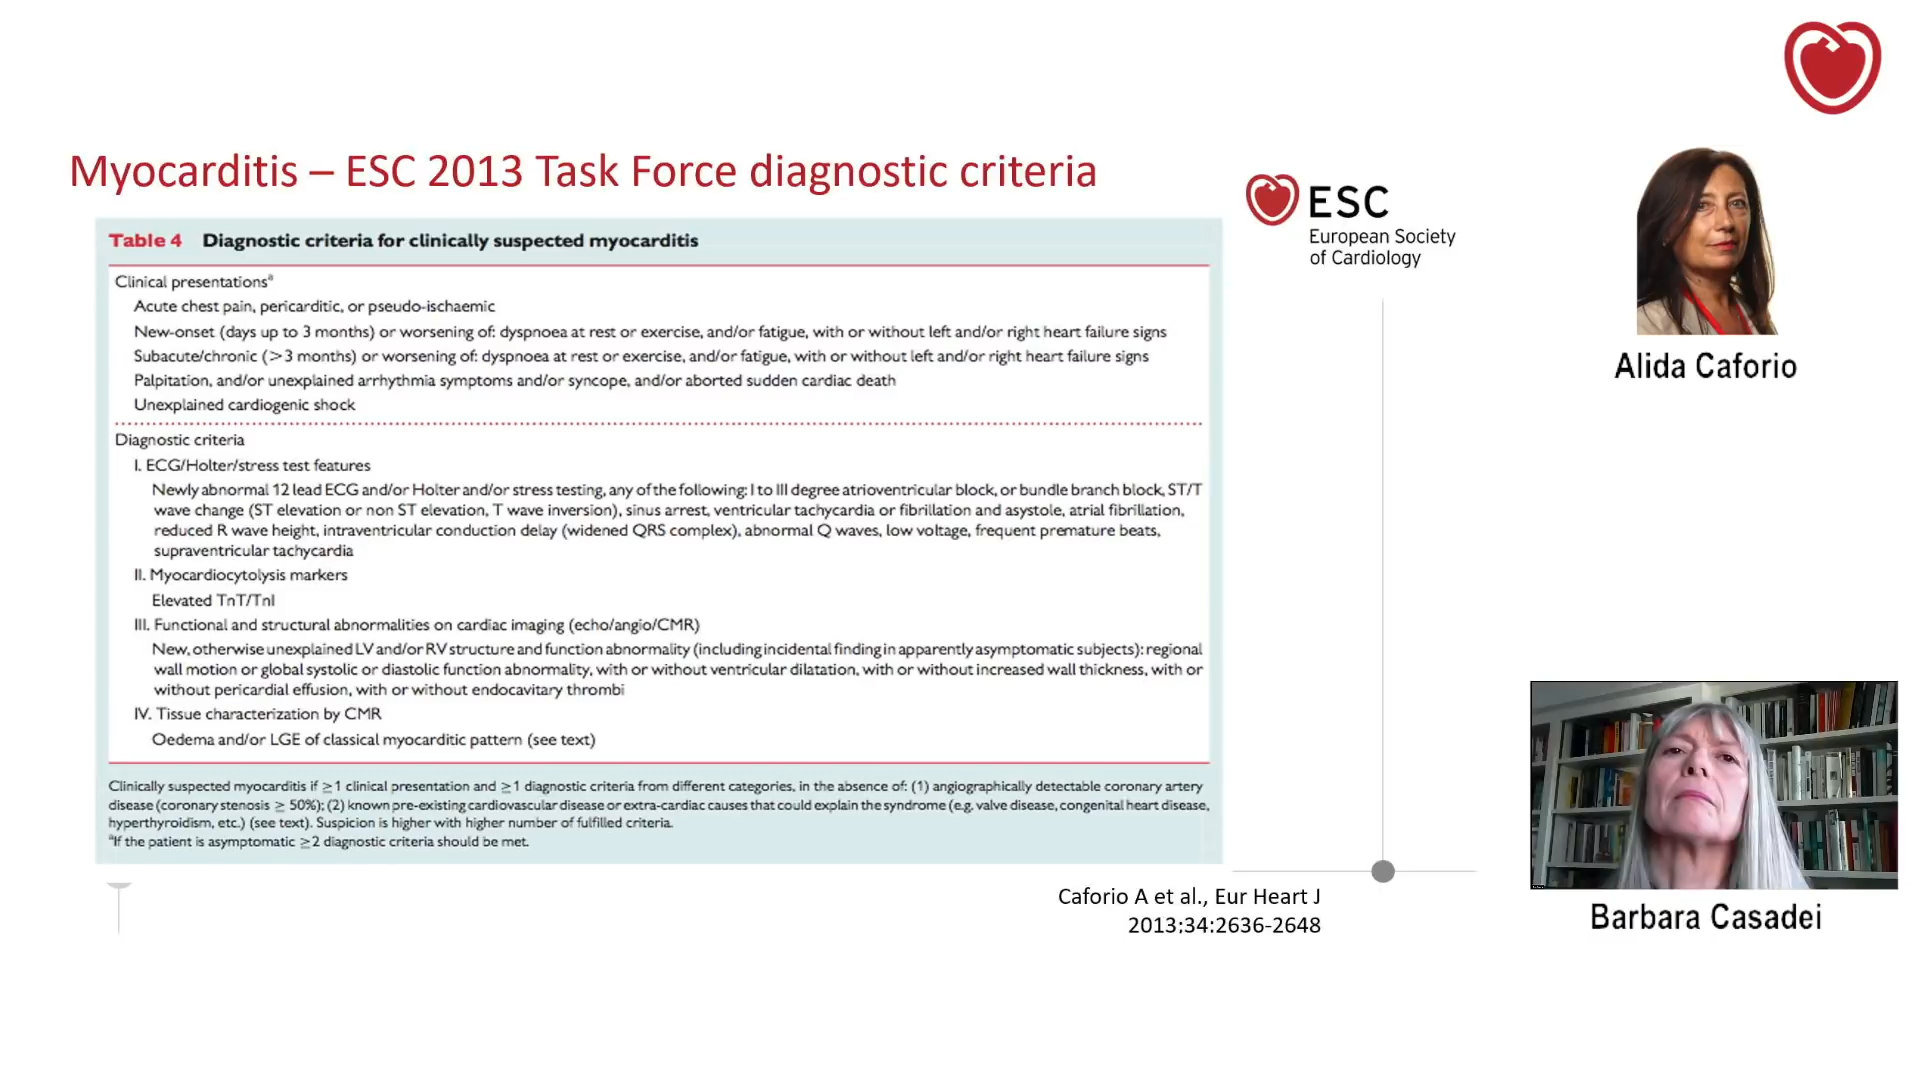 Myocarditis – ESC 2013 Task Force diagnostic criteria
Table 4 Diagnostic criteria for clinically suspected myocarditis
Clinical presentationsª
Acute chest pain, pericarditic, or pseudo-ischaemic
New-onset (days up to 3 months) or worsening of: dyspnoea at rest or exercise, and/or fatigue, with or without left and/or right heart failure signs
Subacute/chronic (>3 months) or worsening of: dyspnoea at rest or exercise, and/or fatigue, with or without left and/or right heart failure signs
Palpitation, and/or unexplained arrhythmia symptoms and/or syncope, and/or aborted sudden cardiac death
Unexplained cardiogenic shock
Diagnostic criteria
I. ECG/Holter/stress test features
Newly abnormal 12 lead ECG and/or Holter and/or stress testing, any of the following: I to III degree atrioventricular block, or bundle branch block, ST/T
wave change (ST elevation or non ST elevation, T wave inversion), sinus arrest, ventricular tachycardia or fibrillation and asystole, atrial fibrillation,
reduced R wave height, intraventricular conduction delay (widened QRS complex), abnormal Q waves, low voltage, frequent premature beats,
supraventricular tachycardia
II. Myocardiocytolysis markers
Elevated TnT/TnI
III. Functional and structural abnormalities on cardiac imaging (echo/angio/CMR)
New, otherwise unexplained LV and/or RV structure and function abnormality (including incidental finding in apparently asymptomatic subjects): regional
wall motion or global systolic or diastolic function abnormality, with or without ventricular dilatation, with or without increased wall thickness, with or
without pericardial effusion, with or without endocavitary thrombi
IV. Tissue characterization by CMR
Oedema and/or LGE of classical myocarditic pattern (see text)
Clinically suspected myocarditis if ≥1 clinical presentation and ≥1 diagnostic criteria from different categories, in the absence of: (1) angiographically detectable coronary artery
disease (coronary stenosis ≥ 50%); (2) known pre-existing cardiovascular disease or extra-cardiac causes that could explain the syndrome (e.g. valve disease, congenital heart disease,
hyperthyroidism, etc.) (see text). Suspicion is higher with higher number of fulfilled criteria.
ªIf the patient is asymptomatic ≥2 diagnostic criteria should be met.
Caforio A et al., Eur Heart J
2013;34:2636-2648
ESC
European Society
of Cardiology
Alida Caforio
Barbara Casadei